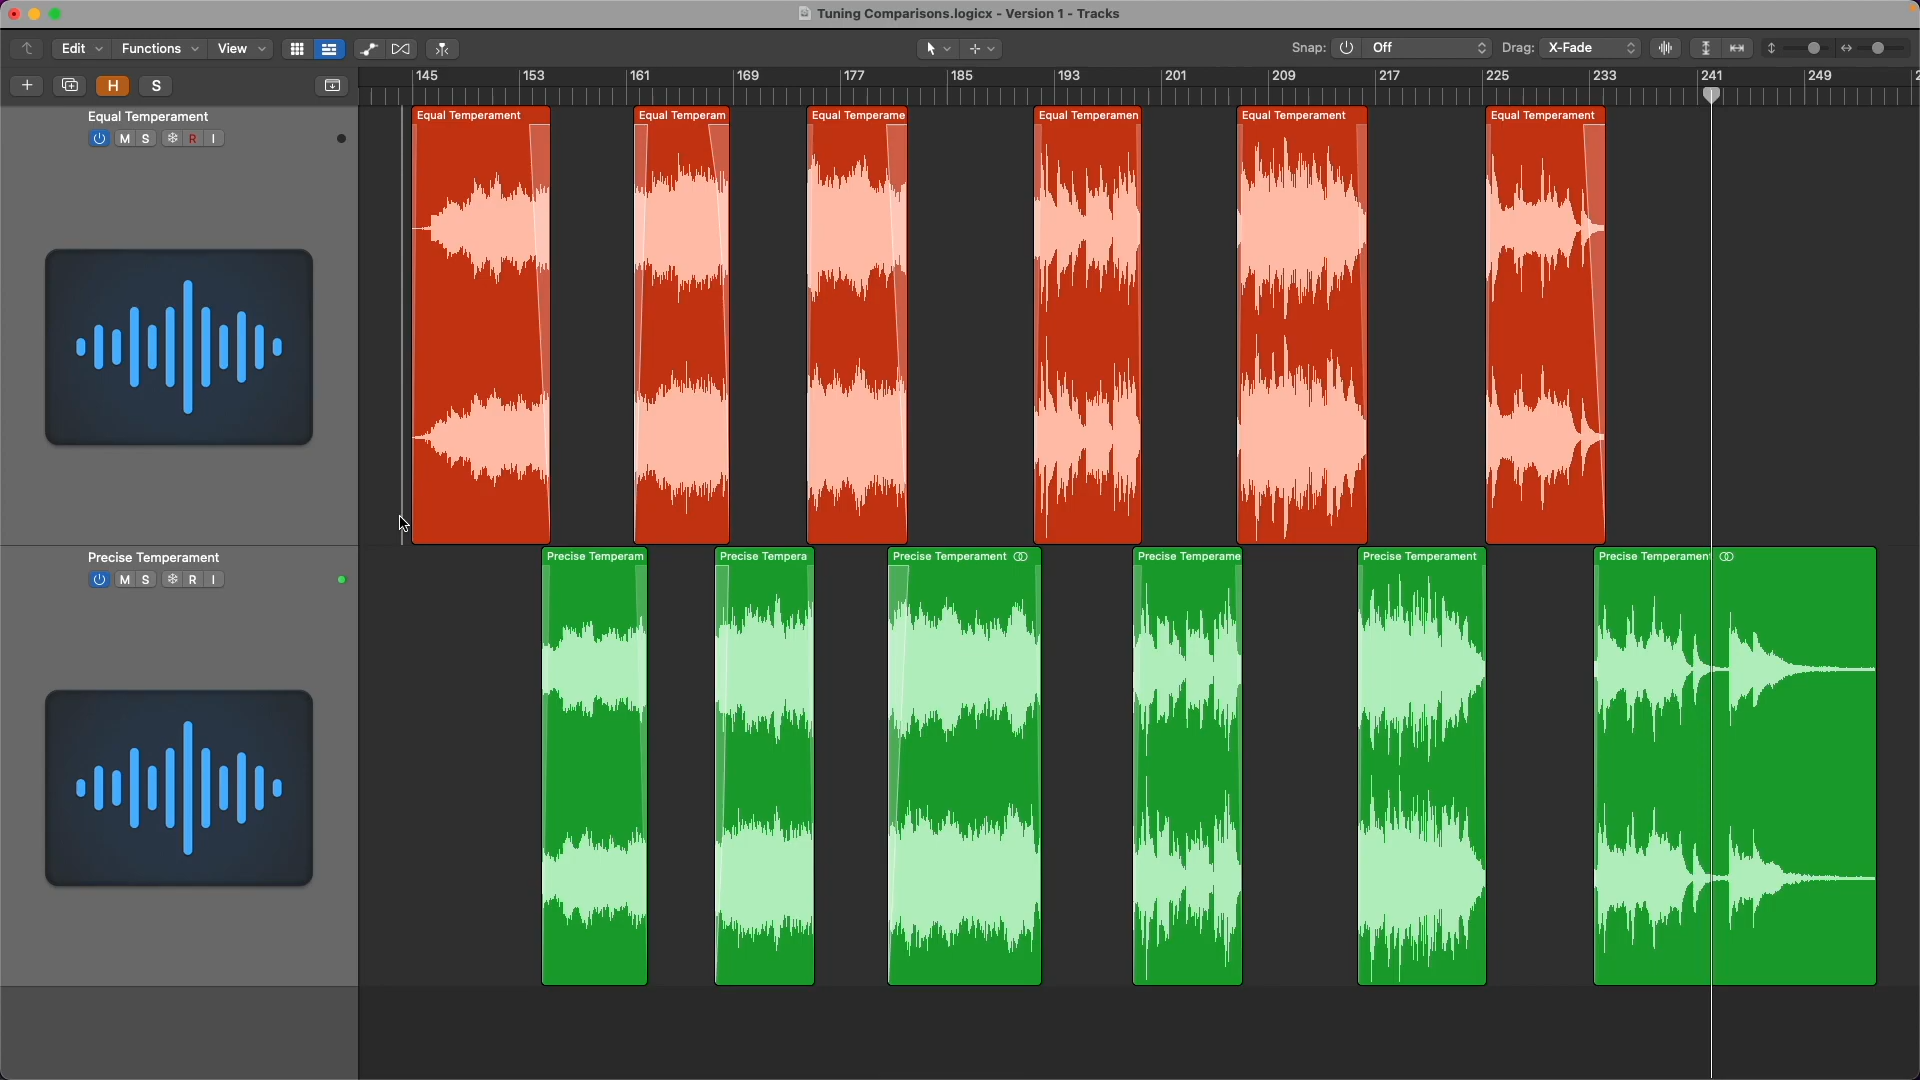 Tuning Comparisons.logicx - Version 1 - Tracks
Edit Functions View Snap: Off Drag: X-Fade
H S
145 153 161 169 177 185 193 201 209 217 225 233 241 249 2
Equal Temperament
M S R I
Equal Temperament Equal Temperam Equal Temperame Equal Temperamen Equal Temperament Equal Temperament
Precise Temperament
M S R I
Precise Temperam Precise Tempera Precise Temperament Precise Temperame Precise Temperament Precise Temperament